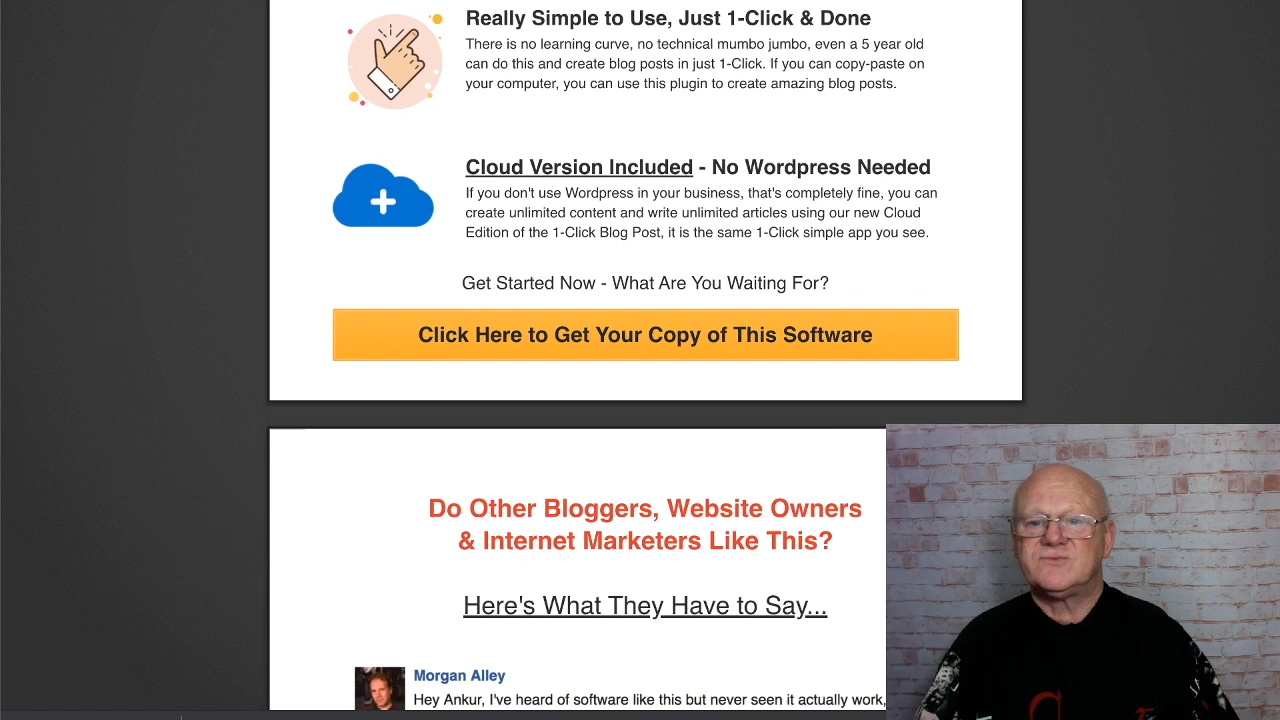 Really Simple to Use, Just 1-Click & Done
There is no learning curve, no technical mumbo jumbo, even a 5 year old
can do this and create blog posts in just 1-Click. If you can copy-paste on
your computer, you can use this plugin to create amazing blog posts.
Cloud Version Included - No Wordpress Needed
If you don't use Wordpress in your business, that's completely fine, you can
create unlimited content and write unlimited articles using our new Cloud
Edition of the 1-Click Blog Post, it is the same 1-Click simple app you see.
Get Started Now - What Are You Waiting For?
Click Here to Get Your Copy of This Software
Do Other Bloggers, Website Owners
& Internet Marketers Like This?
Here's What They Have to Say...
Morgan Alley
Hey Ankur, I've heard of software like this but never seen it actually work,